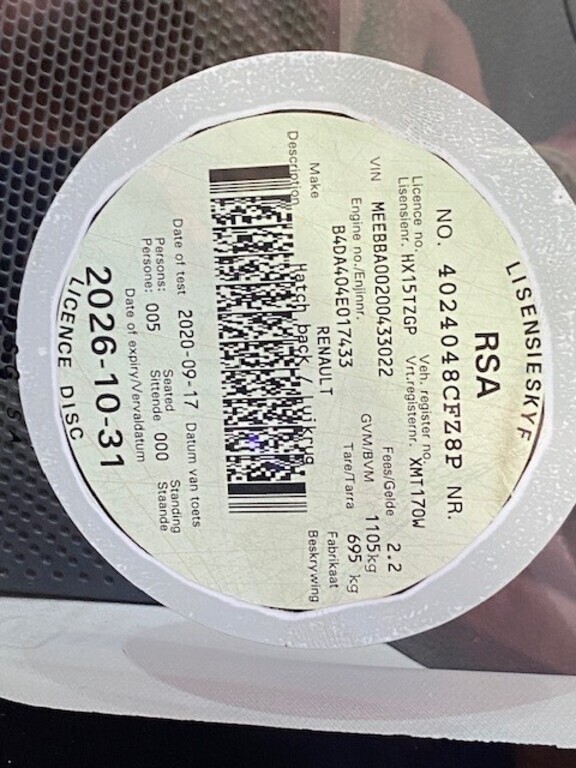 LISENSIESKYF
RSA
NO. 4024048CFZ8P NR.
Licence no. Veh. register no.
Lisensienr. HX15TZGP Vrt.registernr. XMT170W
VIN MEEBBA00200433022 Fees/Gelde 2.2
Engine no./Enjinnr. GVM/BVM 1105kg
B4DA404E017433 Tare/Tarra 695 kg
Make RENAULT Fabrikaat
Description Hatch back / Luikrug Beskrywing
Date of test 2020-09-17 Datum van toets
Persons: Seated Standing
Persone: 005 Sittende 000 Staande
Date of expiry/Vervaldatum
2026-10-31
LICENCE DISC